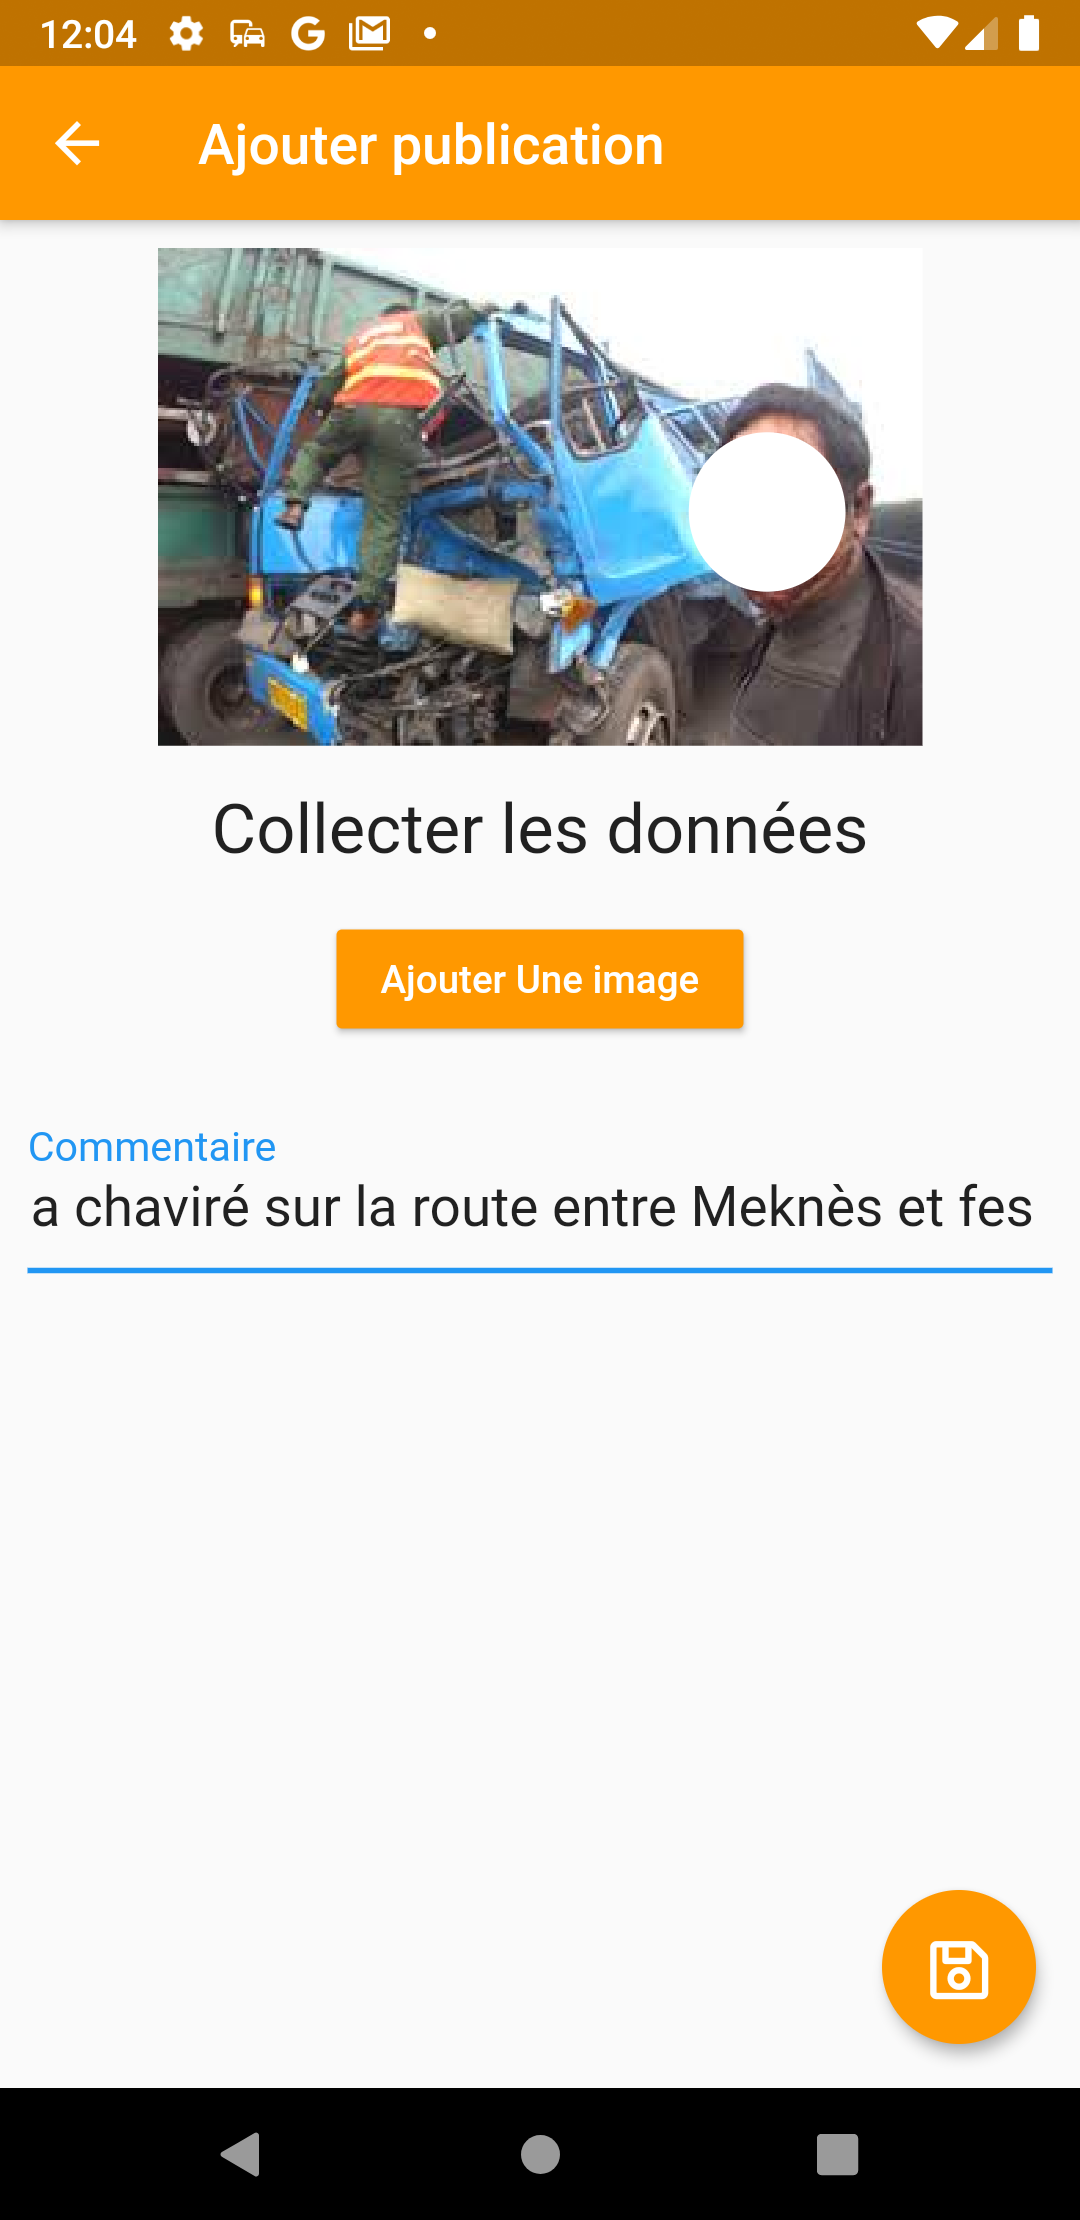 12:04
Ajouter publication
Collecter les données
Ajouter Une image
Commentaire
a chaviré sur la route entre Meknès et fes